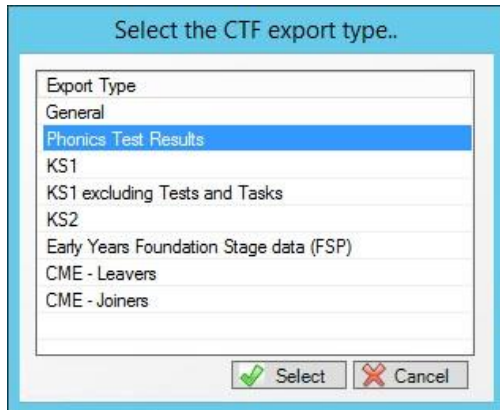 Select the CTF export type..
Export Type
General
Phonics Test Results
KS1
KS1 excluding Tests and Tasks
KS2
Early Years Foundation Stage data (FSP)
CME - Leavers
CME - Joiners
Select Cancel